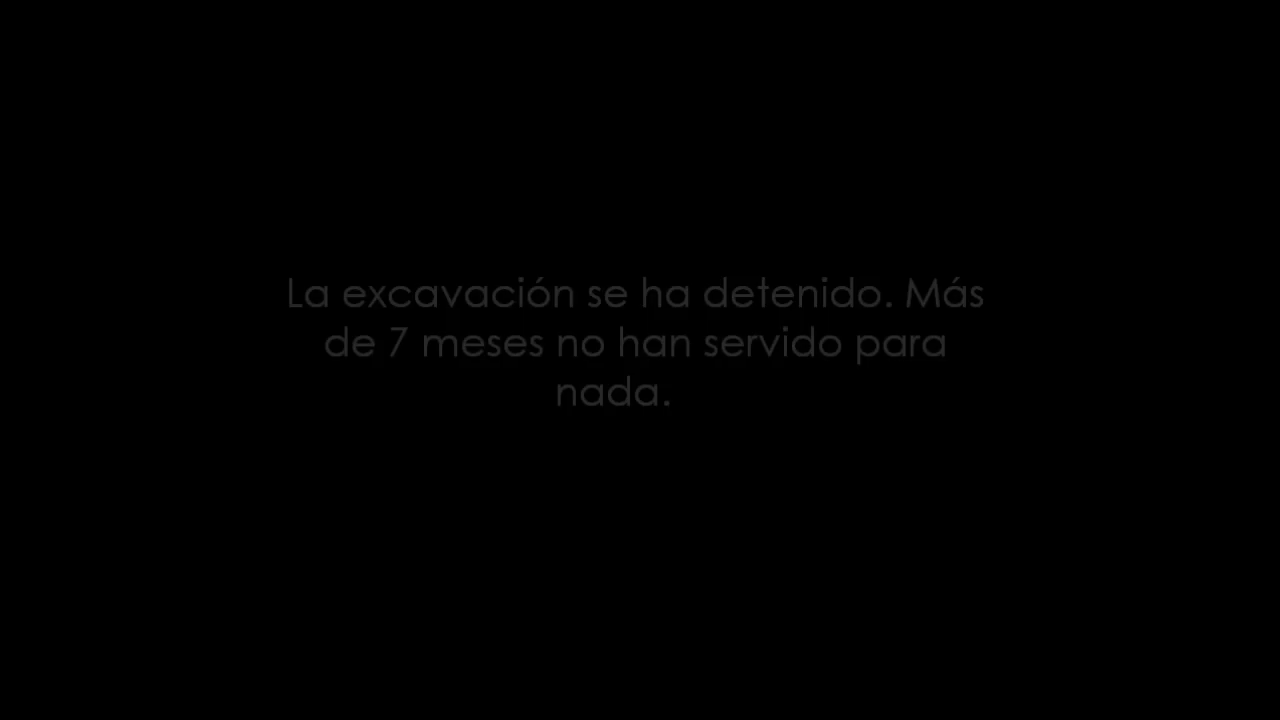 La excavación se ha detenido. Más
de 7 meses no han servido para
nada.